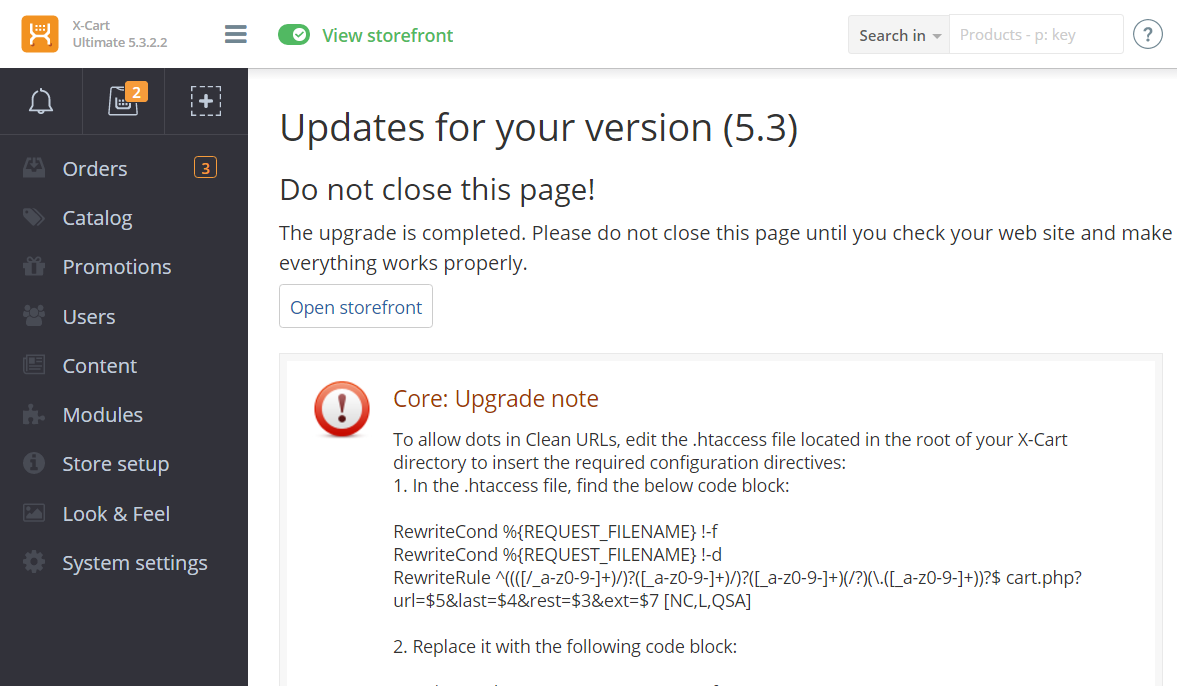 X-Cart
Ultimate 5.3.2.2
View storefront
Search in
Products - p: key
?
2
Orders
3
Catalog
Promotions
Users
Content
Modules
Store setup
Look & Feel
System settings
Updates for your version (5.3)
Do not close this page!
The upgrade is completed. Please do not close this page until you check your web site and make
everything works properly.
Open storefront
Core: Upgrade note
To allow dots in Clean URLs, edit the .htaccess file located in the root of your X-Cart
directory to insert the required configuration directives:
1. In the .htaccess file, find the below code block:
RewriteCond %{REQUEST_FILENAME} !-f
RewriteCond %{REQUEST_FILENAME} !-d
RewriteRule ^((([/_a-z0-9-]+)/)?([_a-z0-9-]+)/)?([_a-z0-9-]+)(/?)(\.([_a-z0-9-]+))?$ cart.php?
url=$5&last=$4&rest=$3&ext=$7 [NC,L,QSA]
2. Replace it with the following code block: